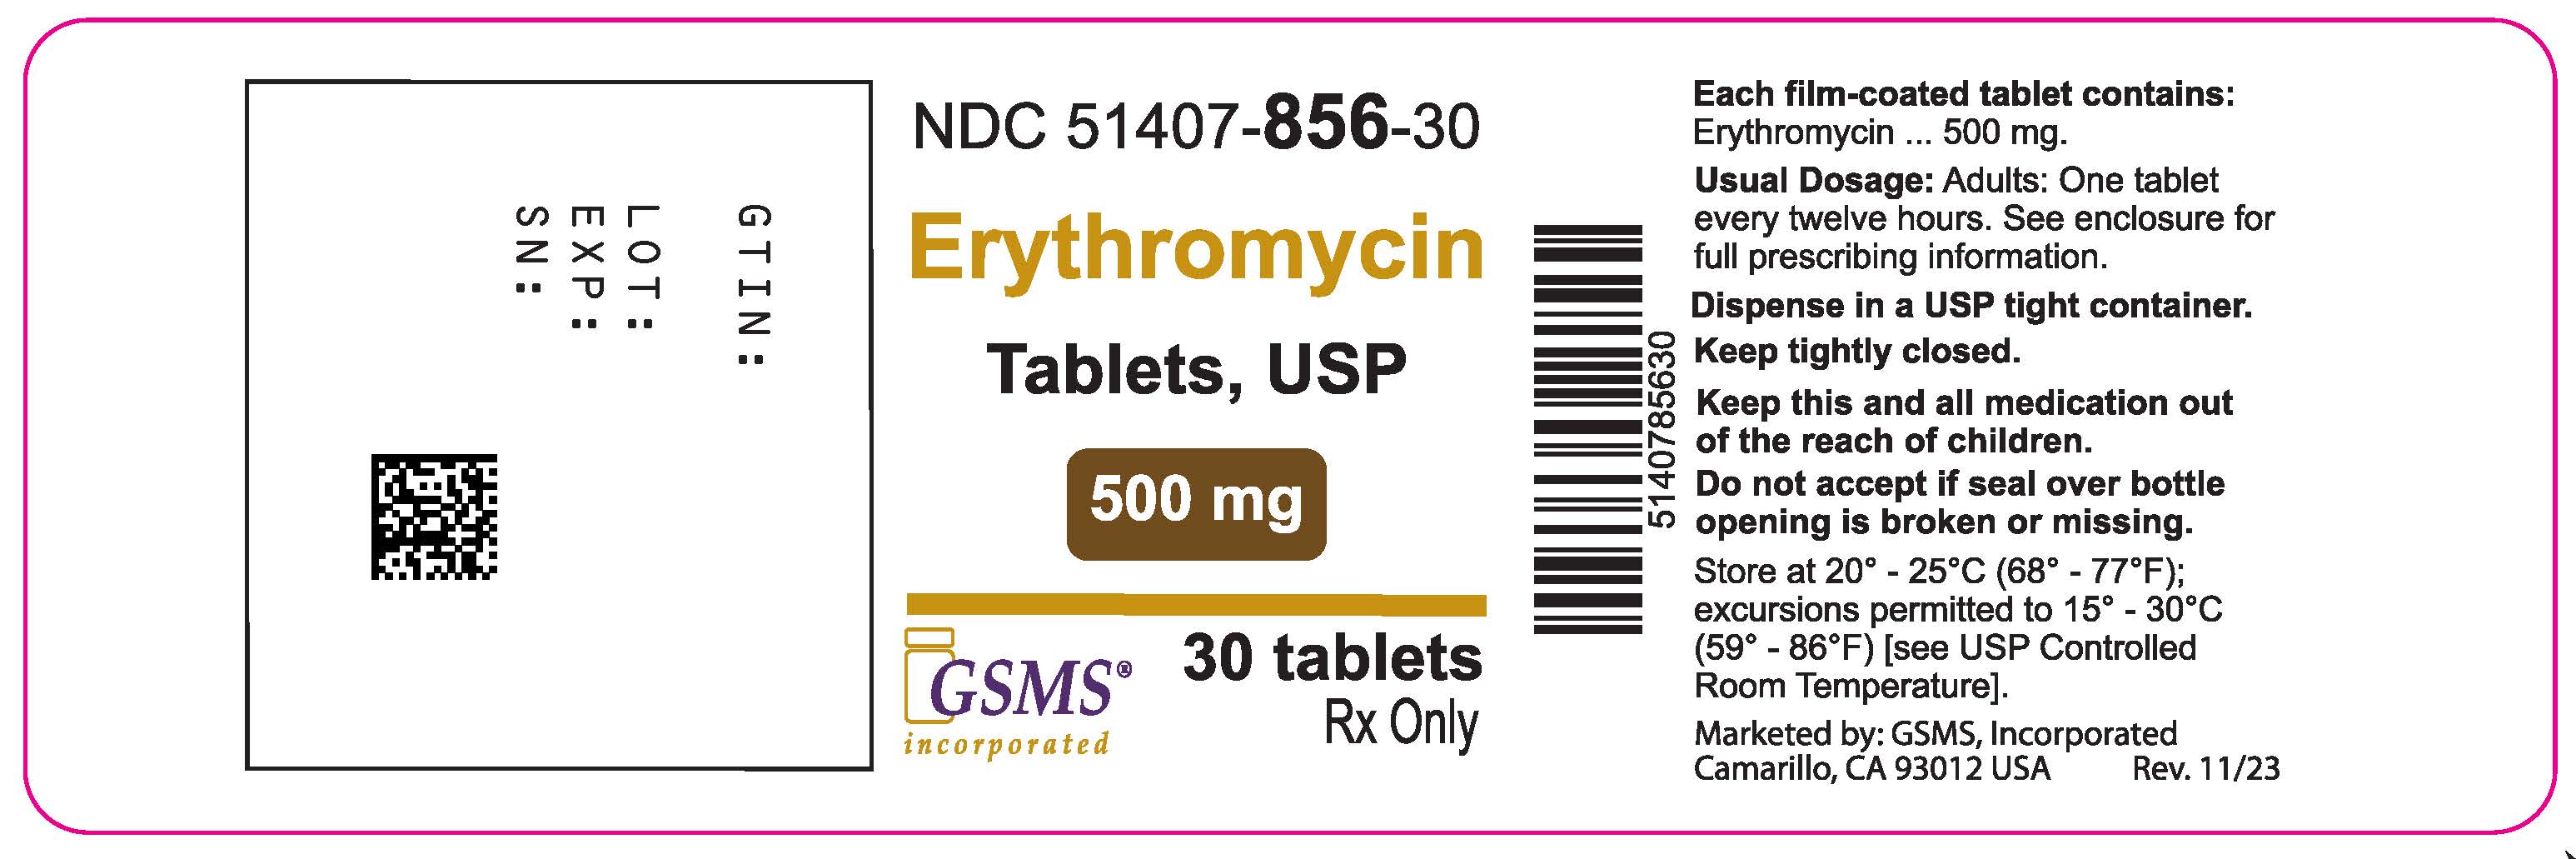 GTIN:
LOT:
EXP:
SN:
NDC 51407-856-30
Erythromycin
Tablets, USP
500 mg
GSMS®
incorporated
30 tablets
Rx Only
5140785630
Each film-coated tablet contains:
Erythromycin ... 500 mg.
Usual Dosage: Adults: One tablet
every twelve hours. See enclosure for
full prescribing information.
Dispense in a USP tight container.
Keep tightly closed.
Keep this and all medication out
of the reach of children.
Do not accept if seal over bottle
opening is broken or missing.
Store at 20° - 25°C (68° - 77°F);
excursions permitted to 15° - 30°C
(59° - 86°F) [see USP Controlled
Room Temperature].
Marketed by: GSMS, Incorporated
Camarillo, CA 93012 USA Rev. 11/23